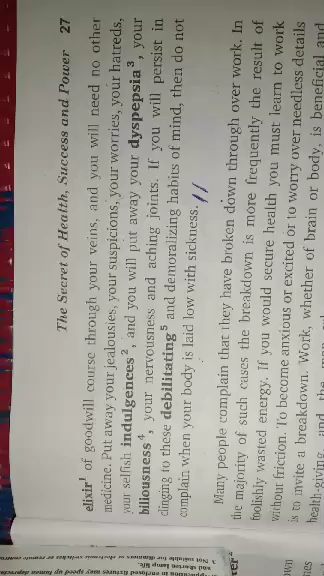 The Secret of Health, Success and Power 27
elixir¹ of goodwill course through your veins, and you will need no other
medicine. Put away your jealousies, your suspicions, your worries, your hatreds,
your selfish indulgences², and you will put away your dyspepsia³, your
biliousness⁴, your nervousness and aching joints. If you will persist in
clinging to these debilitating⁵ and demoralizing habits of mind, then do not
complain when your body is laid low with sickness. //
Many people complain that they have broken down through over work. In
the majority of such cases the breakdown is more frequently the result of
foolishly wasted energy. If you would secure health you must learn to work
without friction. To become anxious or excited or to worry over needless details
is to invite a breakdown. Work, whether of brain or body, is beneficial and
health-giving, and the